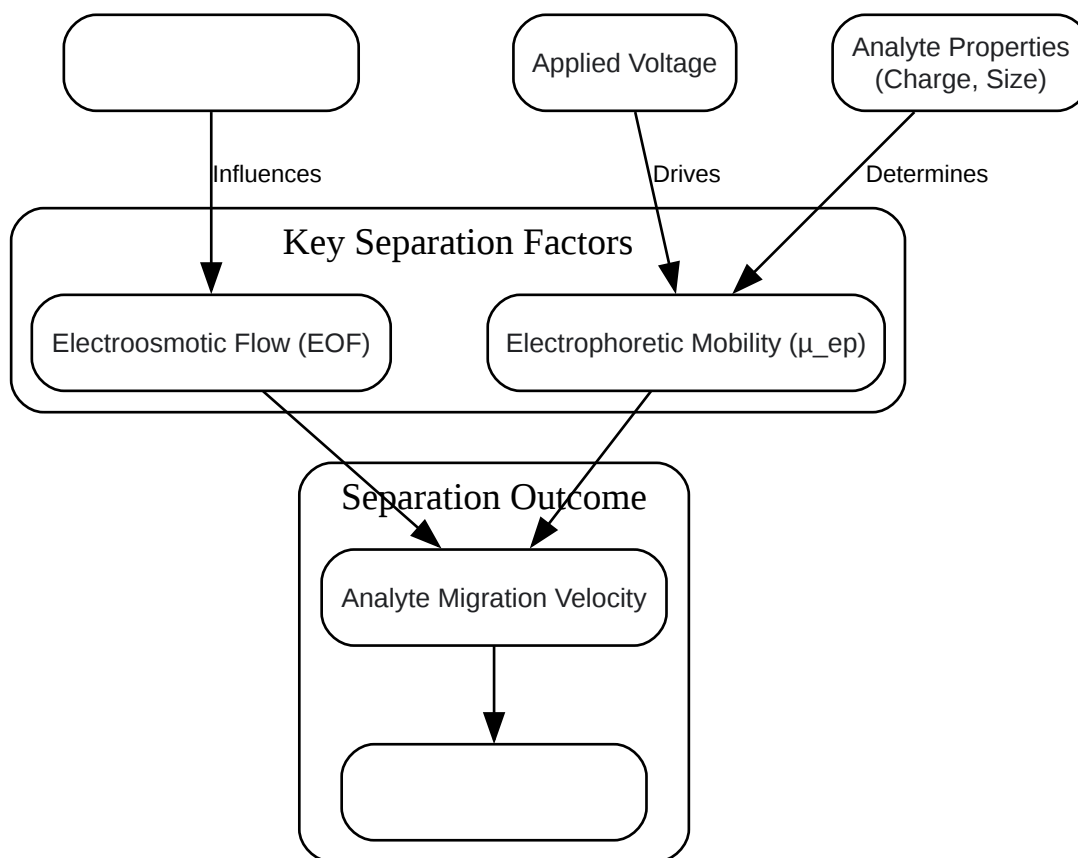 Applied Voltage
Analyte Properties
(Charge, Size)
Influences
Drives
Determines
Key Separation Factors
Electroosmotic Flow (EOF)
Electrophoretic Mobility (µ_ep)
Separation Outcome
Analyte Migration Velocity